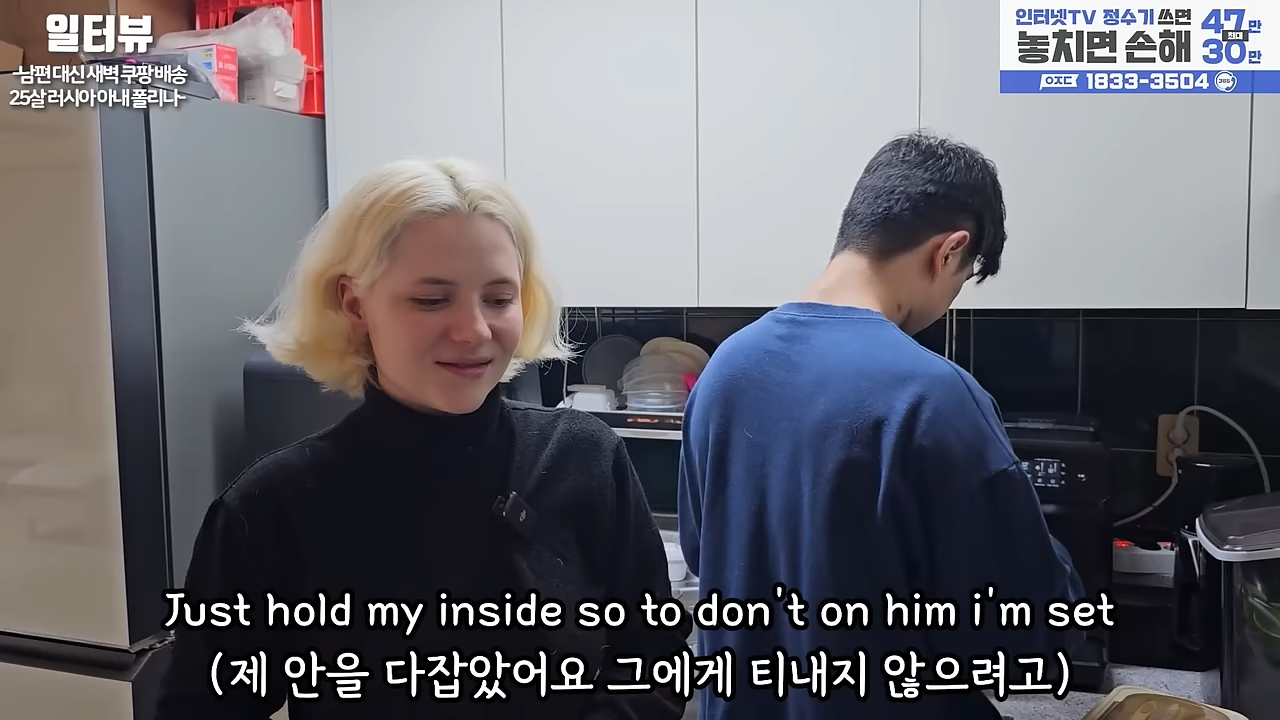 일터뷰
-남편 대신 새벽 쿠팡 배송
25살 러시아 아내 폴리나-
인터넷TV 정수기 쓰면
놓치면 손해
47만
최대
30만
1833-3504
Just hold my inside so to don't on him i'm set
(제 안을 다잡았어요 그에게 티내지 않으려고)